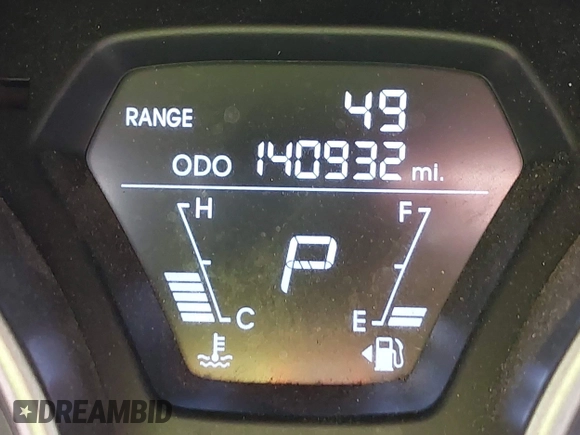 RANGE 49
ODO 140932 mi.
H F
P
C E
DREAMBID